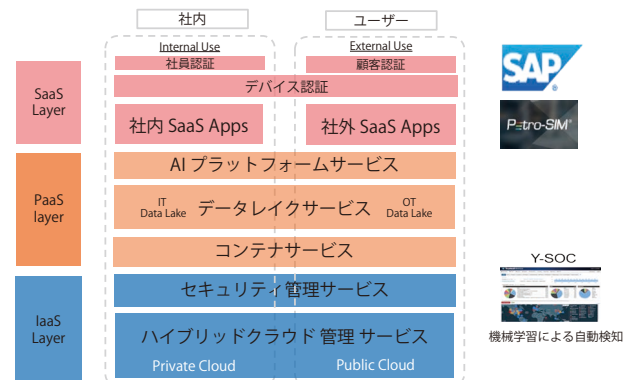 社内
ユーザー
Internal Use
External Use
社員認証
顧客認証
デバイス認証
SaaS
Layer
社内 SaaS Apps
社外 SaaS Apps
SAP
®
Petro-SIM®
AI プラットフォームサービス
PaaS
layer
IT
Data Lake
データレイクサービス
OT
Data Lake
コンテナサービス
Y-SOC
セキュリティ管理サービス
IaaS
Layer
ハイブリッドクラウド 管理 サービス
機械学習による自動検知
Private Cloud
Public Cloud